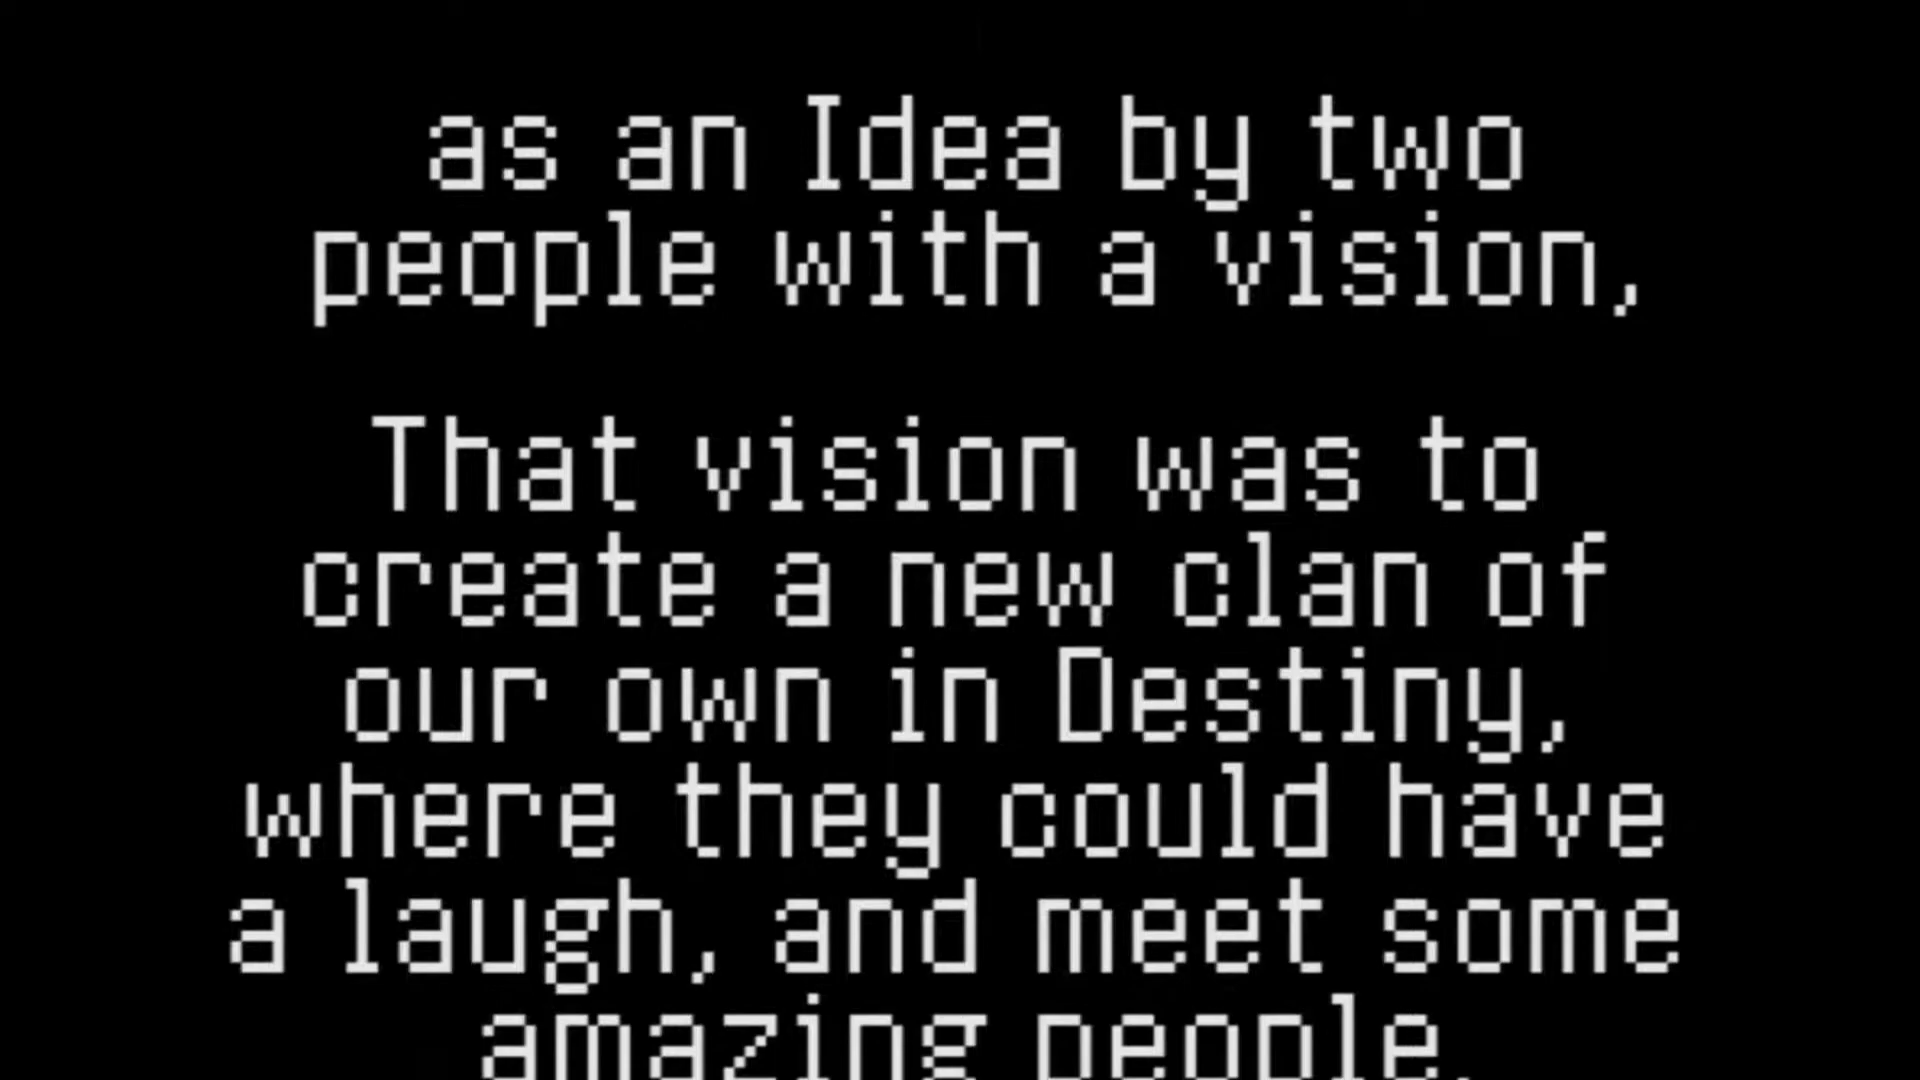 as an Idea by two
people with a vision,
That vision was to
create a new clan of
our own in Destiny,
where they could have
a laugh, and meet some
amazing people.